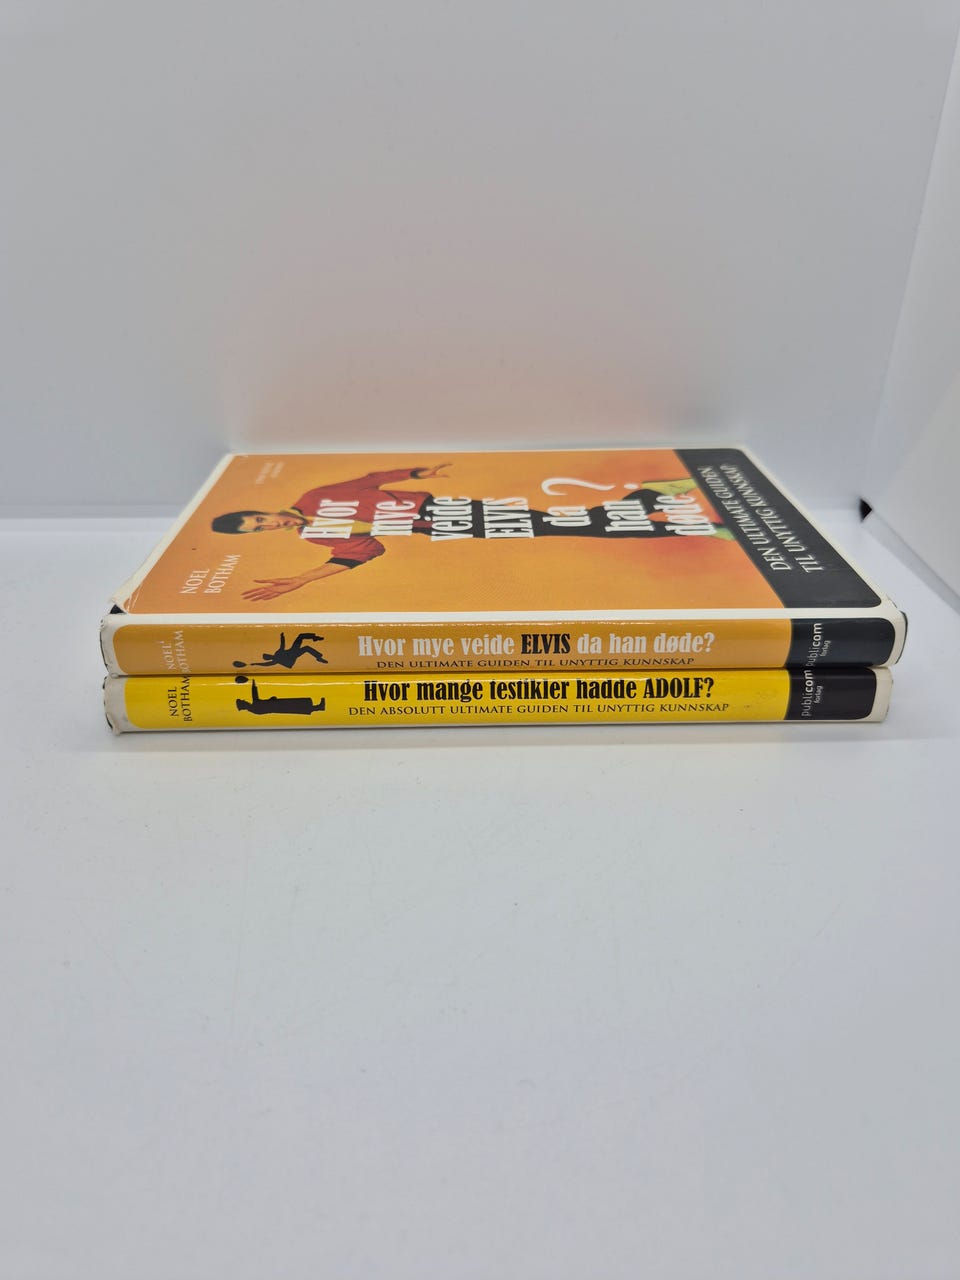 NOEL
BOTHAM
Hvor
mye
veide
ELVIS
da
han
døde
?
DEN ULTIMATE GUIDEN
TIL UNYTTIG KUNNSKAP
NOEL
BOTHAM
Hvor mye veide ELVIS da han døde?
DEN ULTIMATE GUIDEN TIL UNYTTIG KUNNSKAP
publicom
forlag
NOEL
BOTHAM
Hvor mange testikler hadde ADOLF?
DEN ABSOLUTT ULTIMATE GUIDEN TIL UNYTTIG KUNNSKAP
publicom
forlag